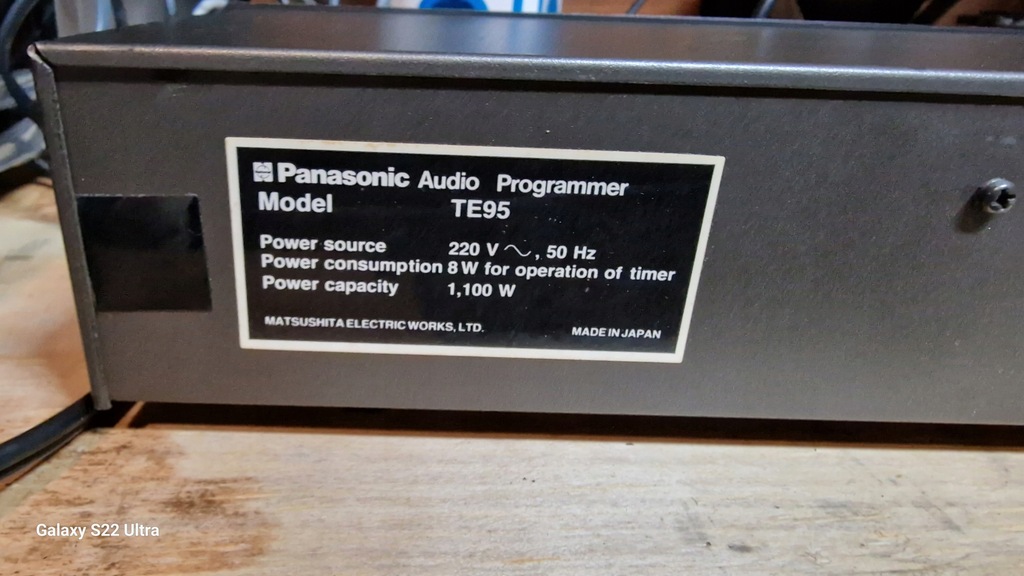 Panasonic Audio Programmer
Model TE95
Power source 220 V ~, 50 Hz
Power consumption 8 W for operation of timer
Power capacity 1,100 W
MATSUSHITA ELECTRIC WORKS, LTD. MADE IN JAPAN
Galaxy S22 Ultra